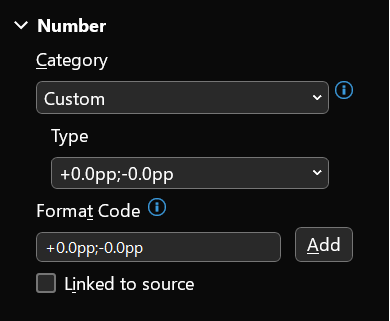 Number
Category
Custom
Type
+0.0pp;-0.0pp
Format Code
+0.0pp;-0.0pp
Add
Linked to source